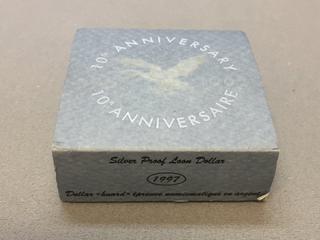 10th ANNIVERSARY
10e ANNIVERSAIRE
Silver Proof Loon Dollar
1997
Dollar «huard» épreuve numismatique en argent